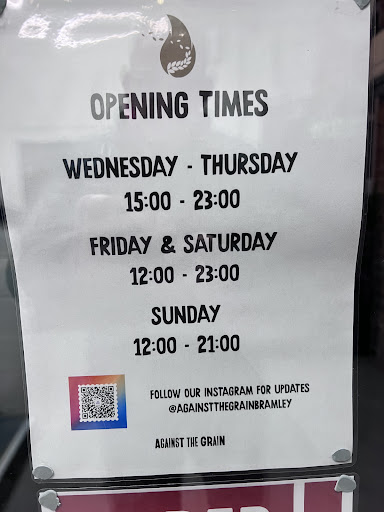 OPENING TIMES
WEDNESDAY - THURSDAY
15:00 - 23:00
FRIDAY & SATURDAY
12:00 - 23:00
SUNDAY
12:00 - 21:00
FOLLOW OUR INSTAGRAM FOR UPDATES
@AGAINSTTHEGRAINBRAMLEY
AGAINST THE GRAIN